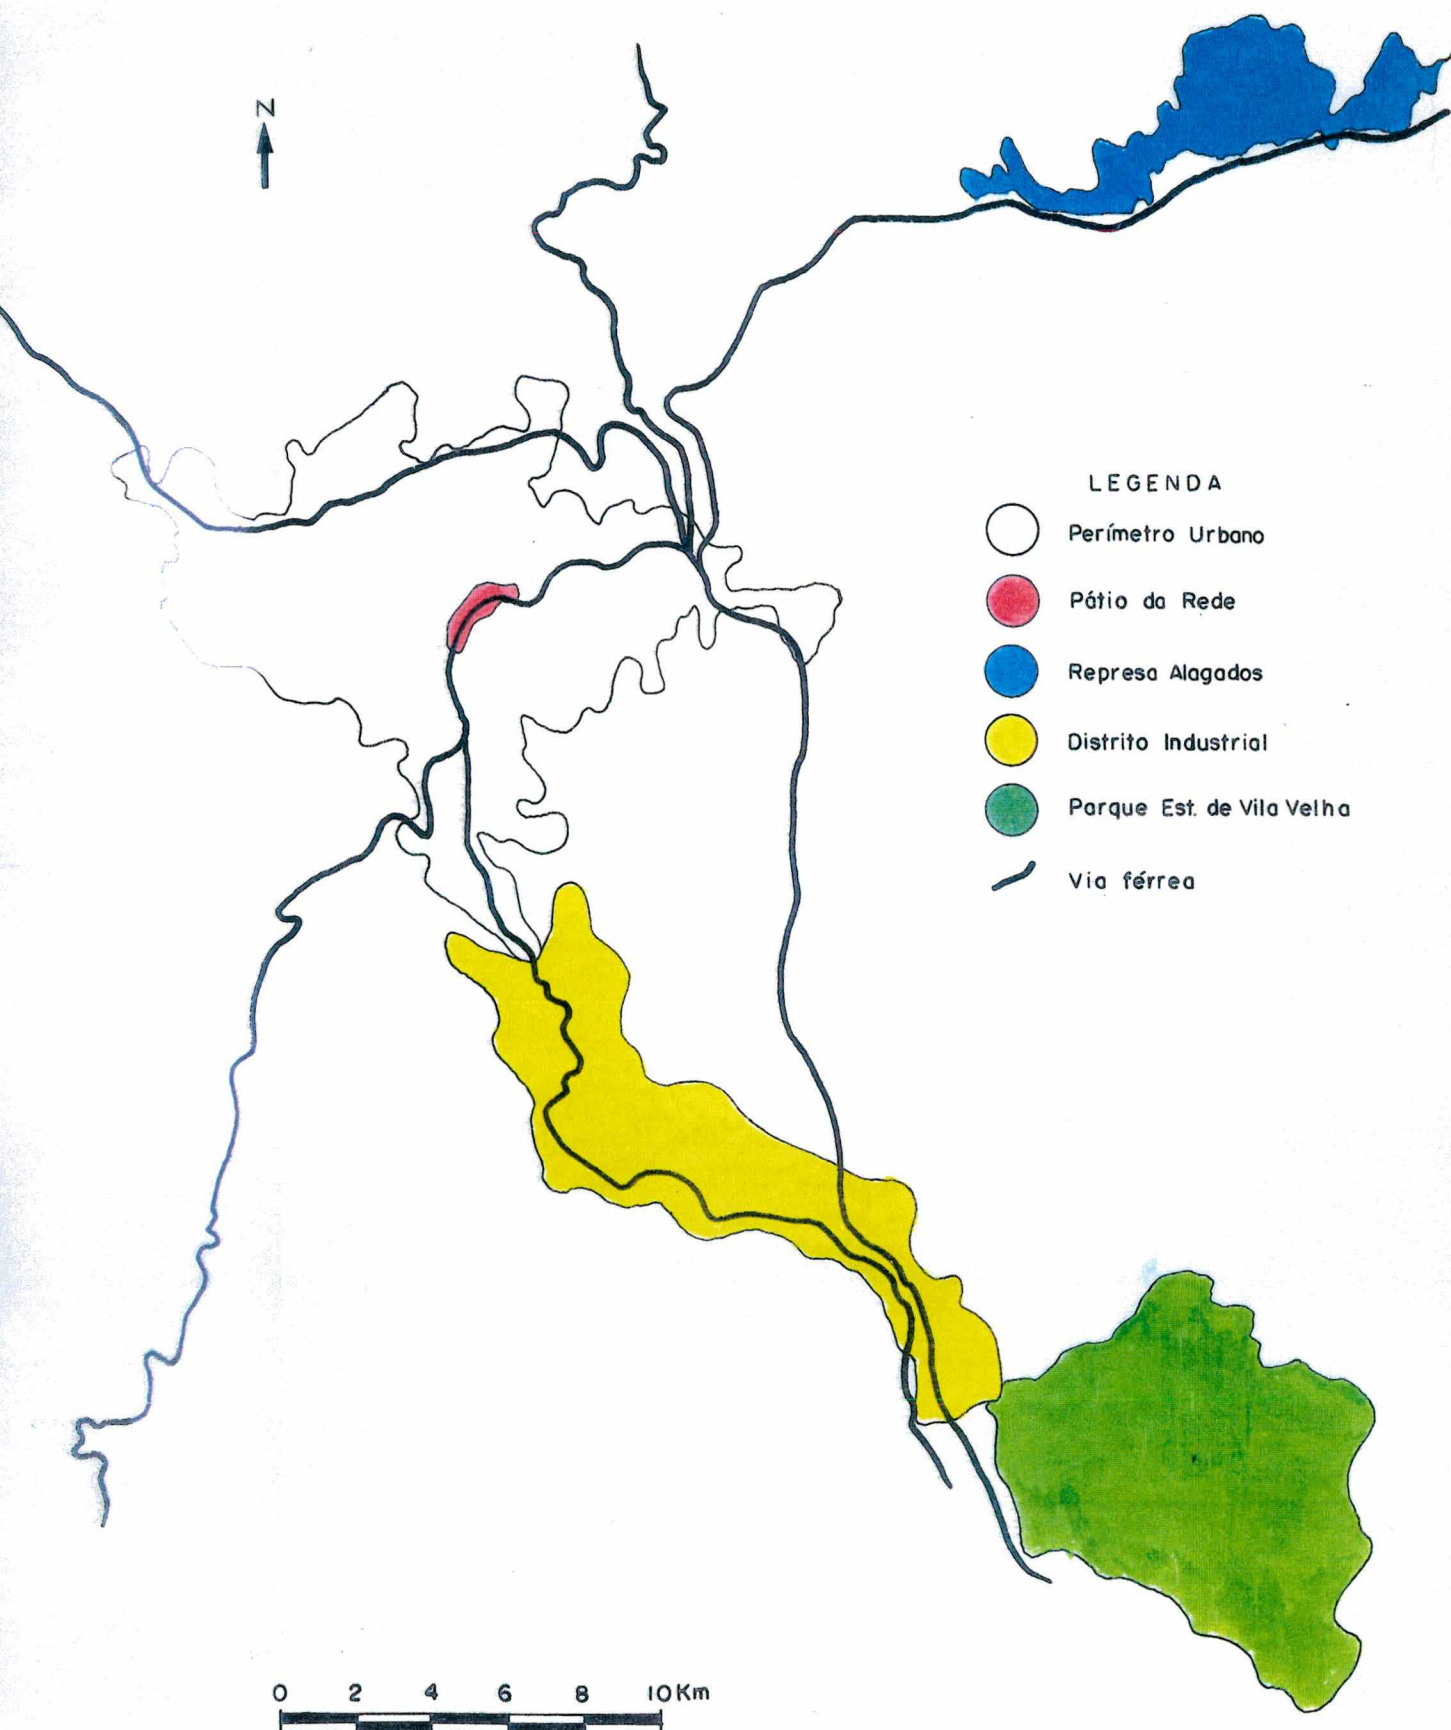 N
LEGENDA
Perímetro Urbano
Pátio da Rede
Represa Alagados
Distrito Industrial
Parque Est. de Vila Velha
Via férrea
0 2 4 6 8 10Km